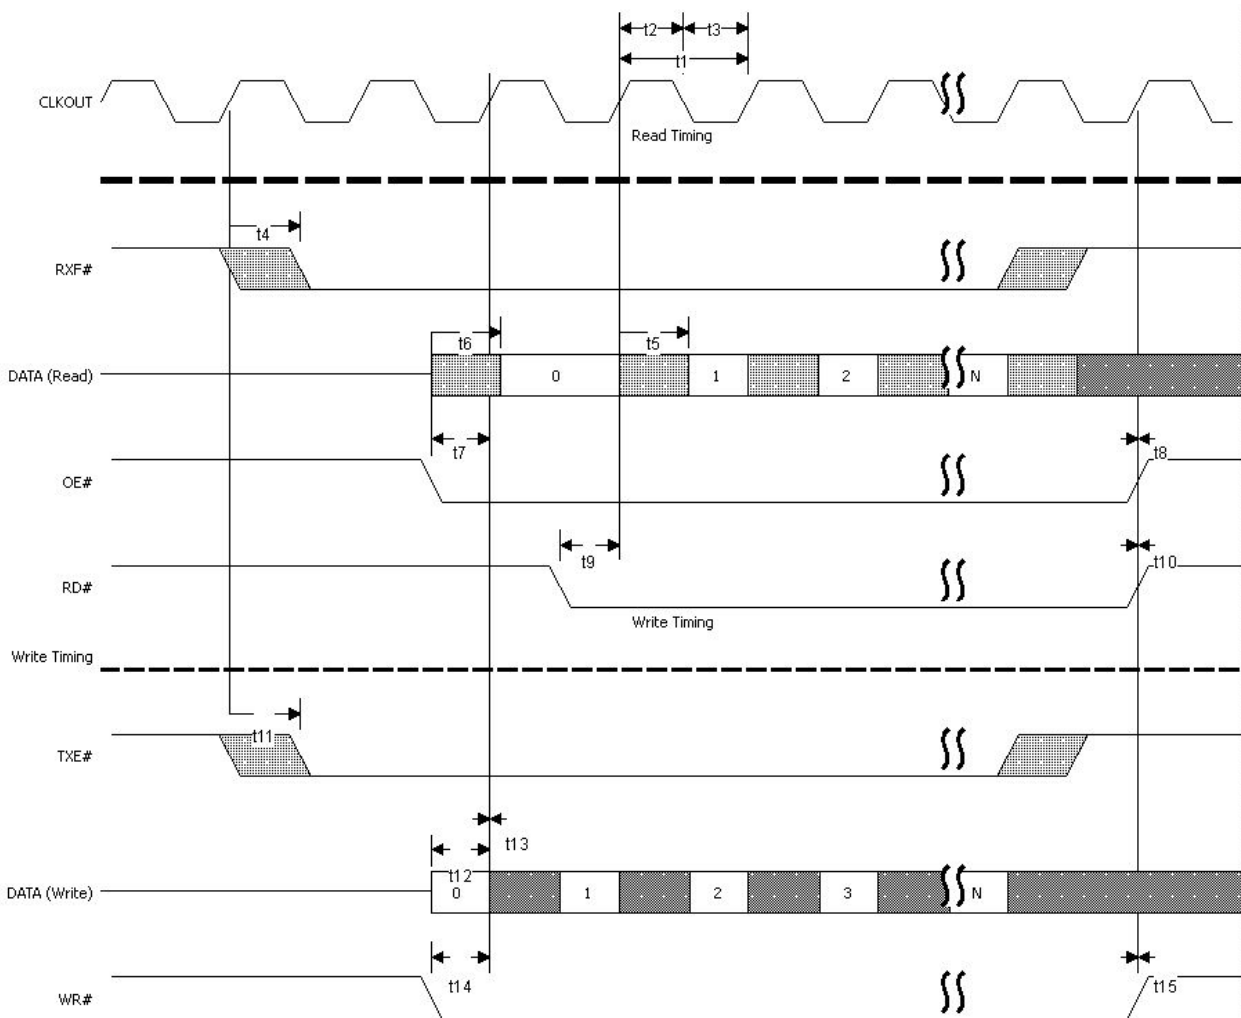 t2 t3
t1
CLKOUT
Read Timing
t4
RXF#
t6 t5
DATA (Read) 0 1 2 N
t7 t8
OE#
t9 t10
RD#
Write Timing
Write Timing
t11
TXE#
t13
t12
DATA (Write) 0 1 2 3 N
t14 t15
WR#